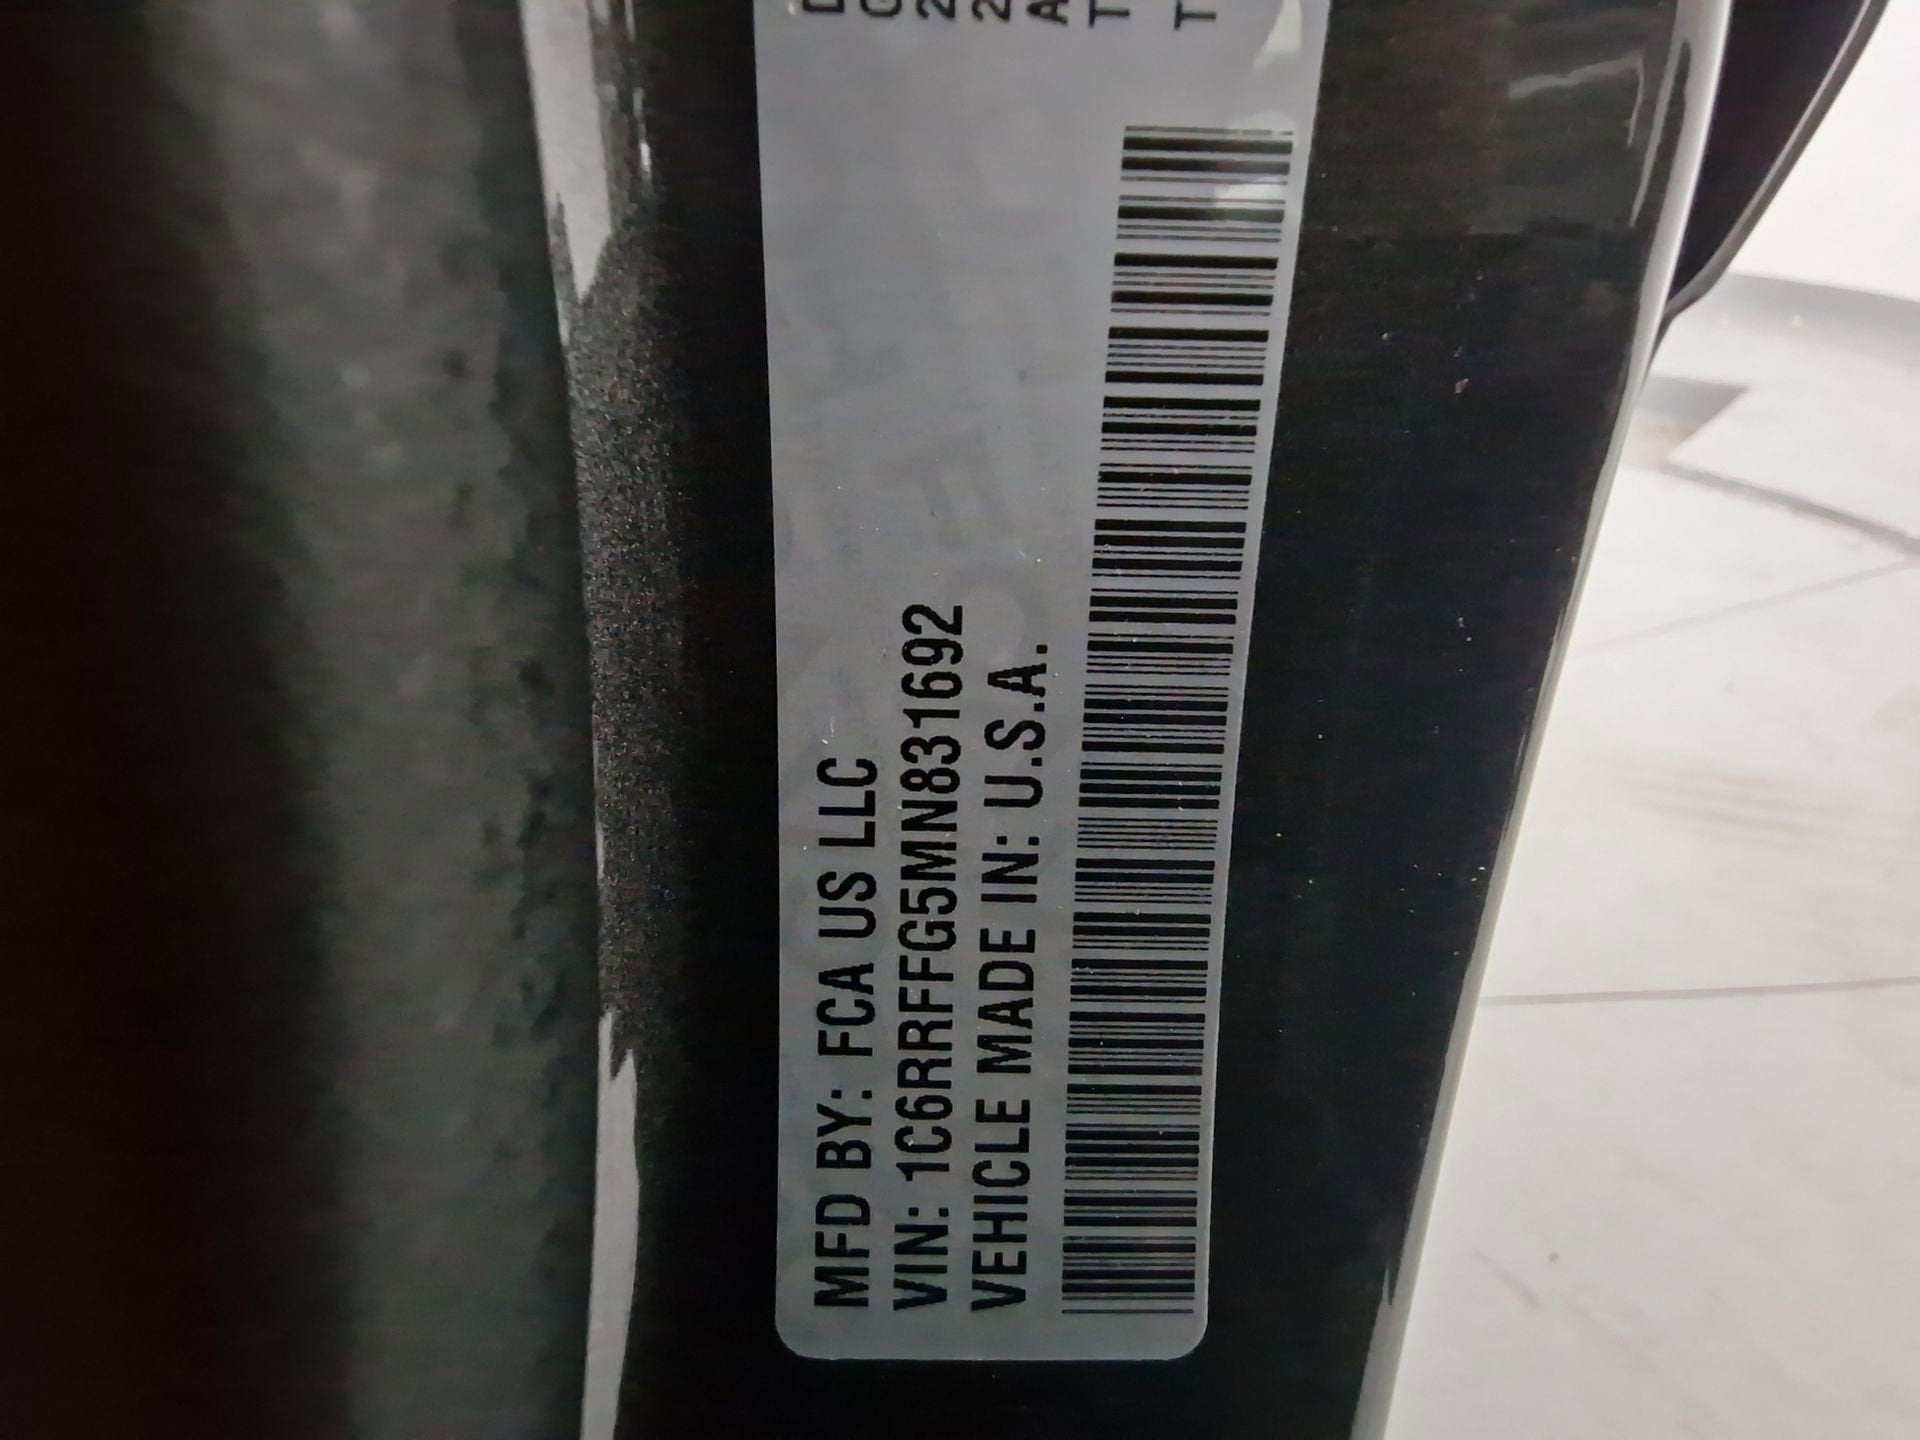 MFD BY: FCA US LLC
VIN: 1C6RRFFG5MN831692
VEHICLE MADE IN: U.S.A.